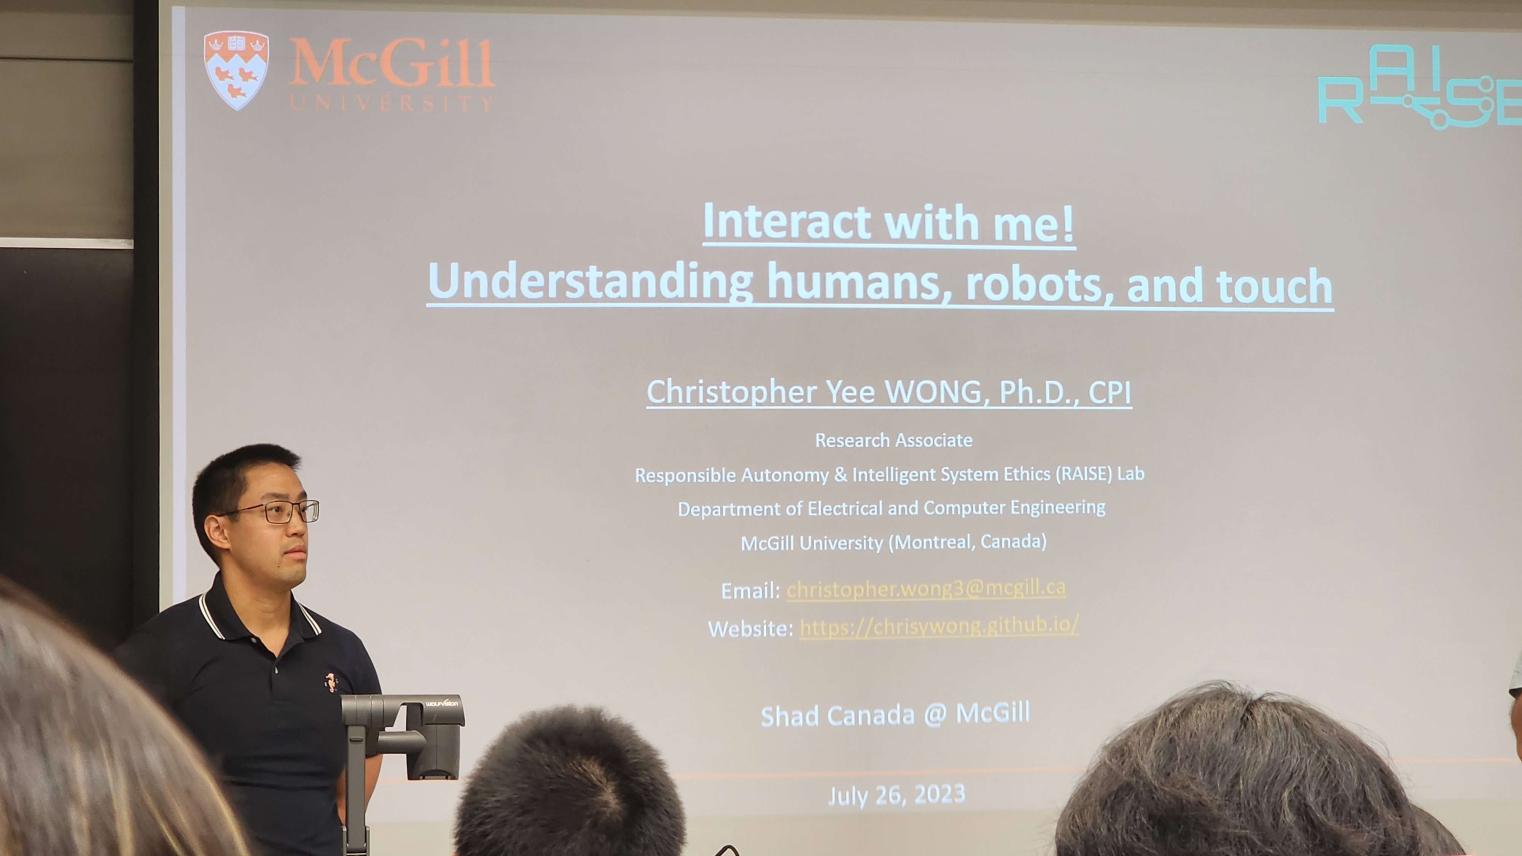 McGill
UNIVERSITY
RAISE
Interact with me!
Understanding humans, robots, and touch
Christopher Yee WONG, Ph.D., CPI
Research Associate
Responsible Autonomy & Intelligent System Ethics (RAISE) Lab
Department of Electrical and Computer Engineering
McGill University (Montreal, Canada)
Email: christopher.wong3@mcgill.ca
Website: https://chrisywong.github.io/
wolfvision
Shad Canada @ McGill
July 26, 2023